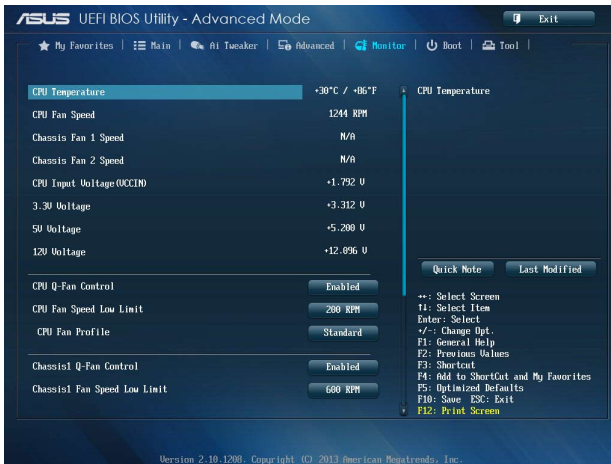 ASUS UEFI BIOS Utility - Advanced Mode
Exit
My Favorites | Main | Ai Tweaker | Advanced | Monitor | Boot | Tool |
CPU Temperature +30°C / +86°F
CPU Fan Speed 1244 RPM
Chassis Fan 1 Speed N/A
Chassis Fan 2 Speed N/A
CPU Input Voltage(VCCIN) +1.792 V
3.3V Voltage +3.312 V
5V Voltage +5.200 V
12V Voltage +12.096 V
CPU Q-Fan Control Enabled
CPU Fan Speed Low Limit 200 RPM
CPU Fan Profile Standard
Chassis1 Q-Fan Control Enabled
Chassis1 Fan Speed Low Limit 600 RPM
CPU Temperature
Quick Note Last Modified
→←: Select Screen
↑↓: Select Item
Enter: Select
+/-: Change Opt.
F1: General Help
F2: Previous Values
F3: Shortcut
F4: Add to ShortCut and My Favorites
F5: Optimized Defaults
F10: Save ESC: Exit
F12: Print Screen
Version 2.10.1208. Copyright (C) 2013 American Megatrends, Inc.